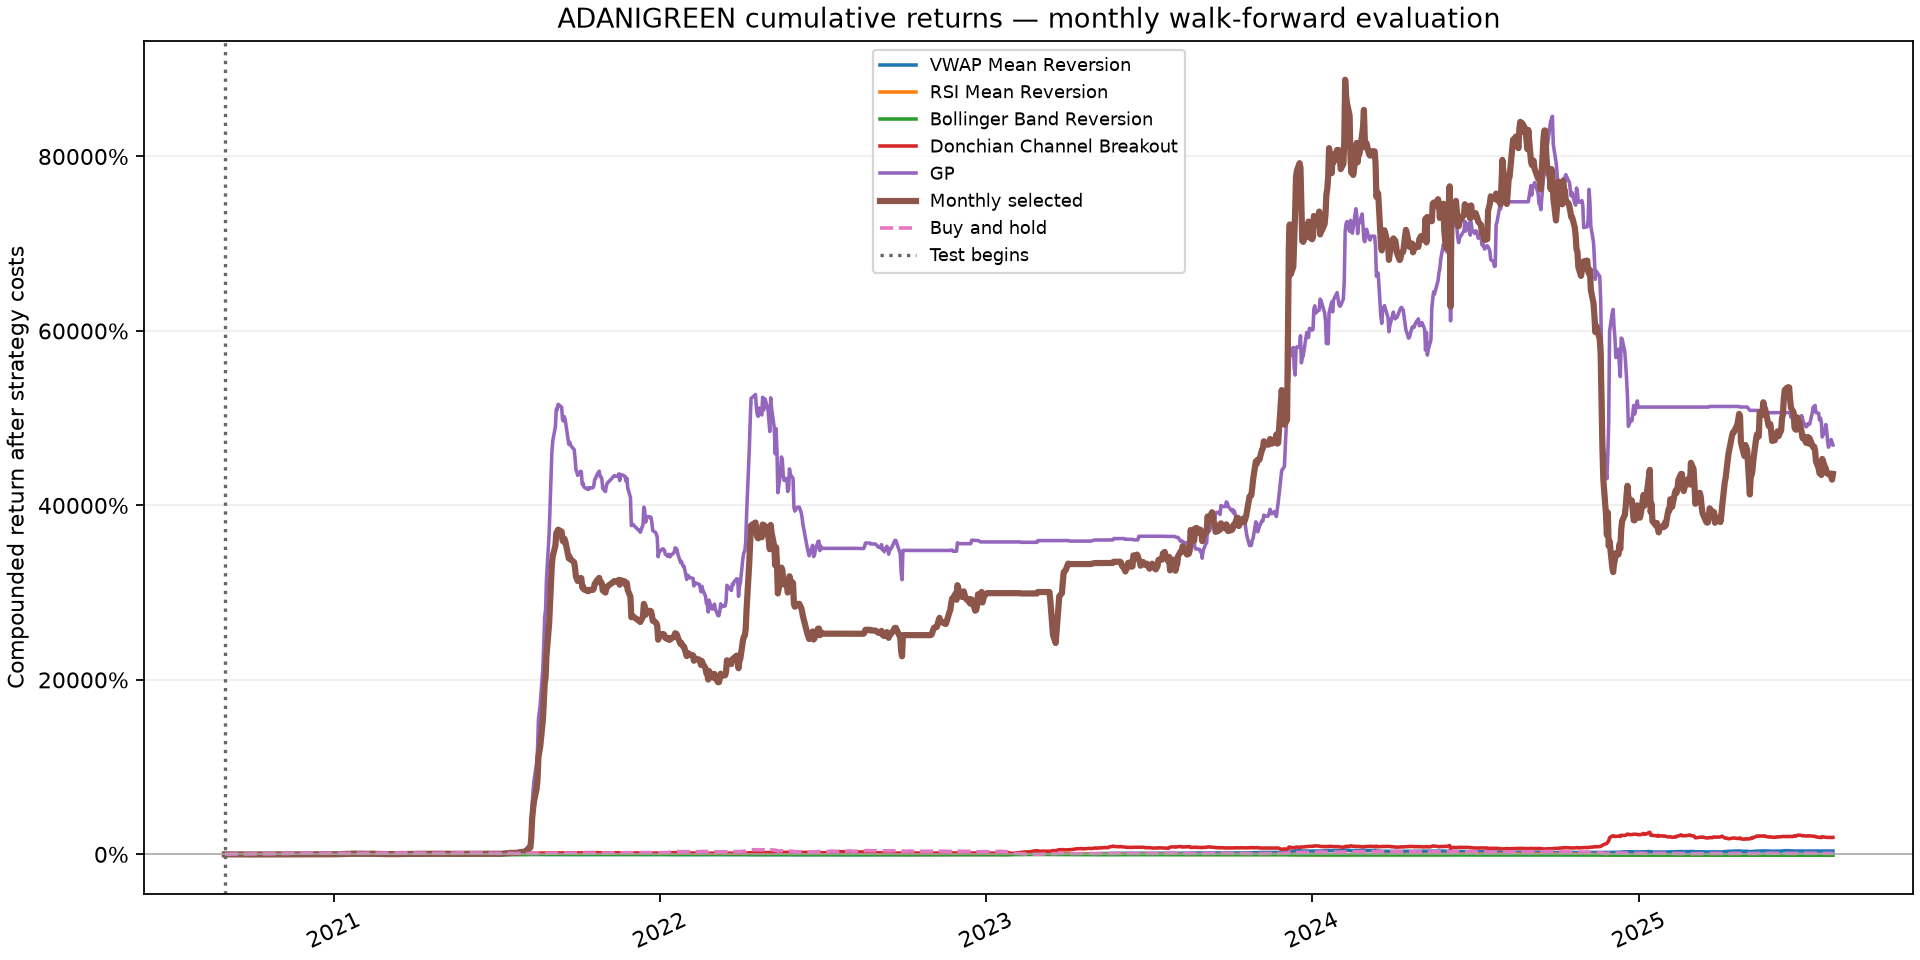 ADANIGREEN cumulative returns — monthly walk-forward evaluation
Compounded return after strategy costs
80000%
60000%
40000%
20000%
0%
VWAP Mean Reversion
RSI Mean Reversion
Bollinger Band Reversion
Donchian Channel Breakout
GP
Monthly selected
Buy and hold
Test begins
2021
2022
2023
2024
2025